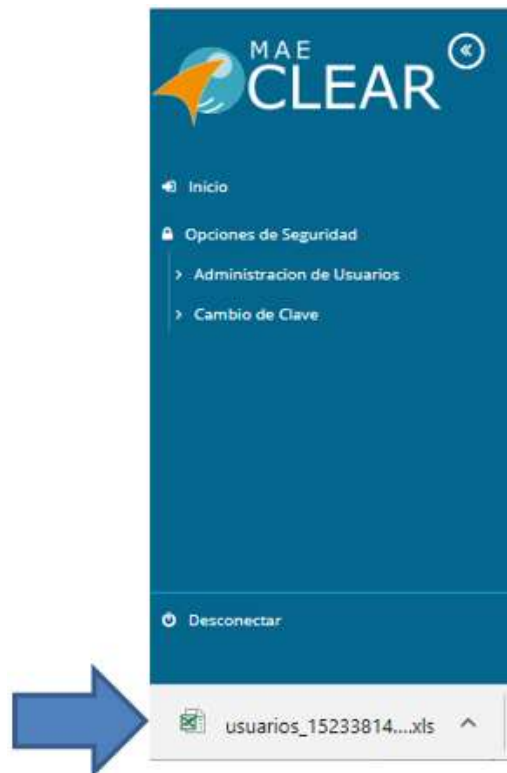 MAE
CLEAR
Inicio
Opciones de Seguridad
Administracion de Usuarios
Cambio de Clave
Desconectar
usuarios_15233814....xls